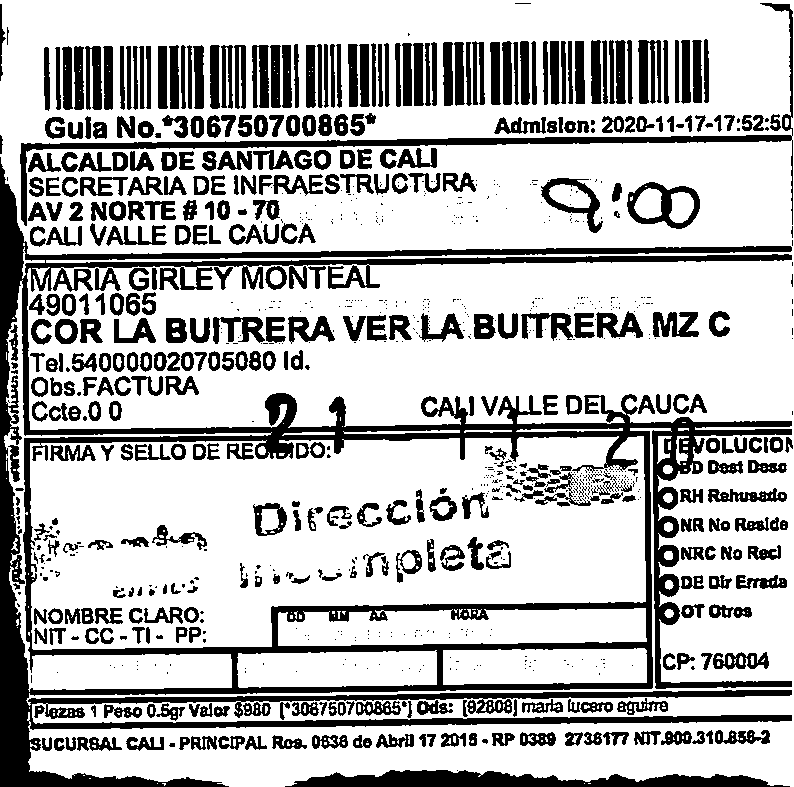 Guia No.*306750700865*
Admision: 2020-11-17-17:52:50
ALCALDIA DE SANTIAGO DE CALI
SECRETARIA DE INFRAESTRUCTURA
AV 2 NORTE # 10 - 70
CALI VALLE DEL CAUCA
9:00
MARIA GIRLEY MONTEAL
49011065
COR LA BUITRERA VER LA BUITRERA MZ C
Tel.540000020705080 Id.
Obs.FACTURA
Ccte.0 0
CALI VALLE DEL CAUCA
21 11 20
FIRMA Y SELLO DE RECIBIDO:
Dirección
Incompleta
envios
DEVOLUCION
BD Dest Desc
RH Rehusado
NR No Reside
NRC No Recl
DE Dir Errada
OT Otros
NOMBRE CLARO:
NIT - CC - TI - PP:
DD MM AA HORA
CP: 760004
Piezas 1 Peso 0.5gr Valor $980 [*306750700865*] Ods: [92808] maria lucero aguirre
SUCURSAL CALI - PRINCIPAL Res. 0636 de Abril 17 2015 - RP 0389 2736177 NIT.900.310.856-2